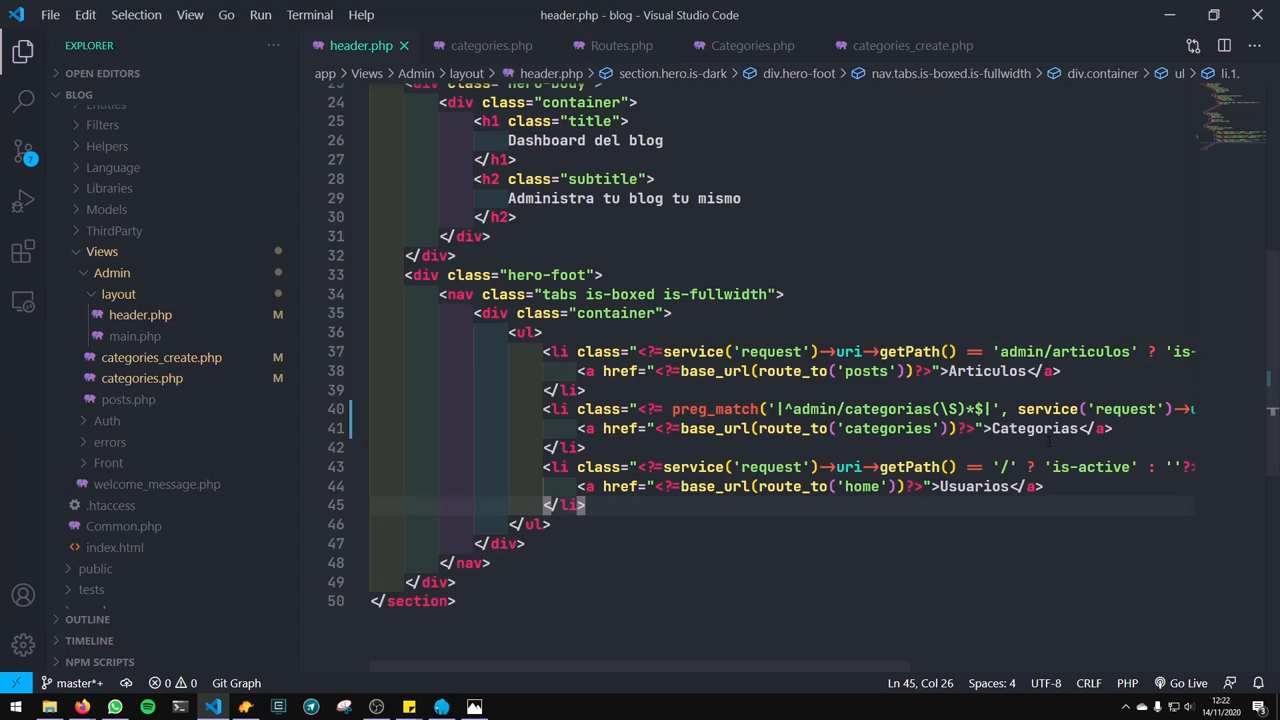 File Edit Selection View Go Run Terminal Help
header.php - blog - Visual Studio Code
EXPLORER
header.php
categories.php
Routes.php
Categories.php
categories_create.php
app > Views > Admin > layout > header.php > section.hero.is-dark > div.hero-foot > nav.tabs.is-boxed.is-fullwidth > div.container > ul > li.1.
OPEN EDITORS
BLOG
Entities
Filters
Helpers
Language
Libraries
Models
ThirdParty
Views
Admin
layout
header.php M
main.php
categories_create.php M
categories.php M
posts.php
Auth
errors
Front
welcome_message.php
.htaccess
Common.php
index.html
public
tests
OUTLINE
TIMELINE
NPM SCRIPTS
7
23 <div class="hero-body">
24 <div class="container">
25 <h1 class="title">
26 Dashboard del blog
27 </h1>
28 <h2 class="subtitle">
29 Administra tu blog tu mismo
30 </h2>
31 </div>
32 </div>
33 <div class="hero-foot">
34 <nav class="tabs is-boxed is-fullwidth">
35 <div class="container">
36 <ul>
37 <li class="<?=service('request')->uri->getPath() == 'admin/articulos' ? 'is-
38 <a href="<?=base_url(route_to('posts'))?>">Articulos</a>
39 </li>
40 <li class="<?= preg_match('|^admin/categorias(\S)*$|', service('request')->u
41 <a href="<?=base_url(route_to('categories'))?>">Categorias</a>
42 </li>
43 <li class="<?=service('request')->uri->getPath() == '/' ? 'is-active' : ''?>
44 <a href="<?=base_url(route_to('home'))?>">Usuarios</a>
45 </li>
46 </ul>
47 </div>
48 </nav>
49 </div>
50 </section>
master*+ 0 0 Git Graph
Ln 45, Col 26 Spaces: 4 UTF-8 CRLF PHP Go Live
12:22
14/11/2020
3